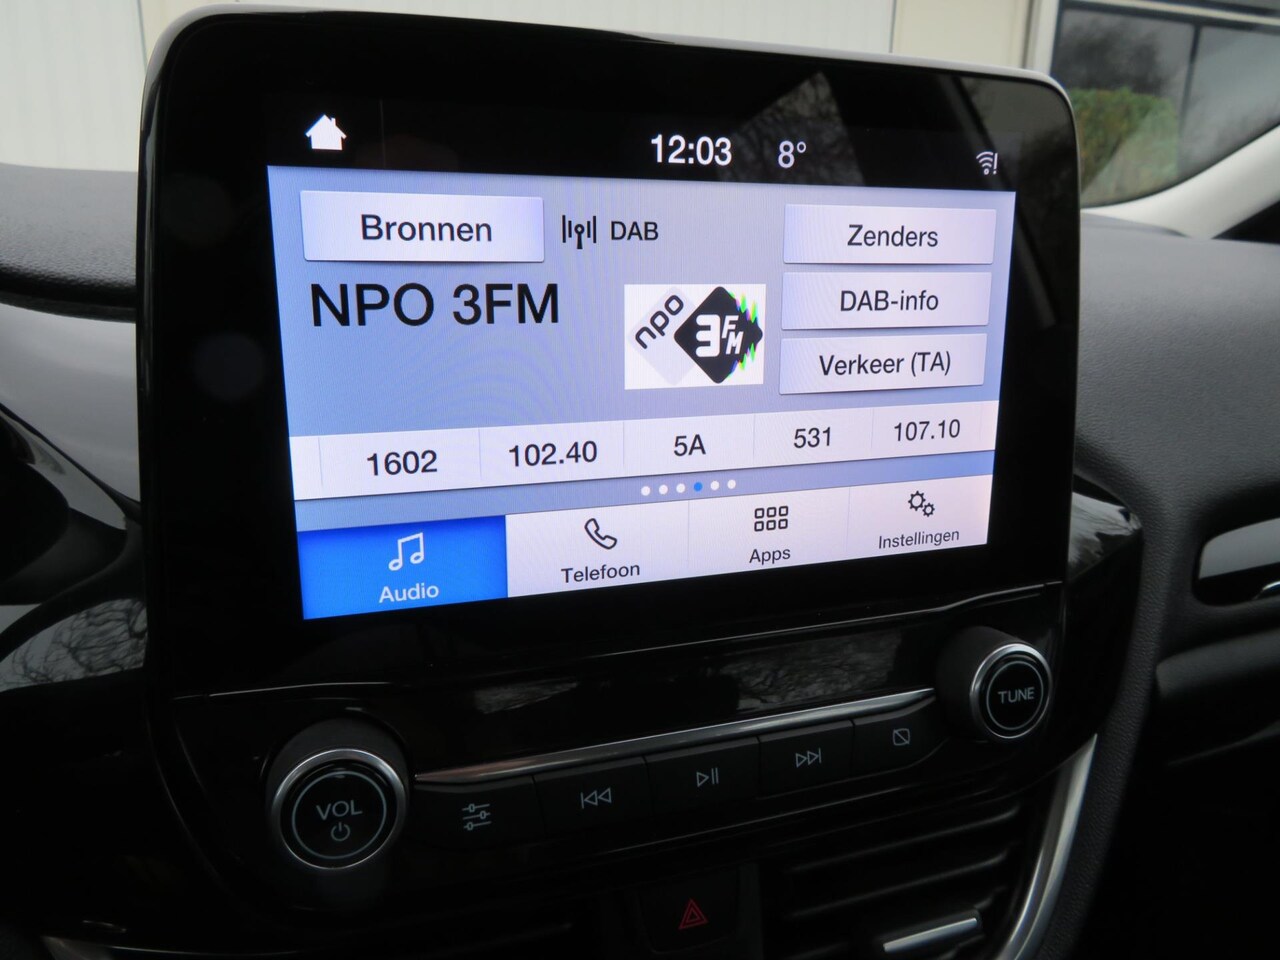 12:03 8°
Bronnen DAB Zenders
NPO 3FM
npo 3FM
DAB-info
Verkeer (TA)
1602 102.40 5A 531 107.10
Audio Telefoon Apps Instellingen
VOL
TUNE